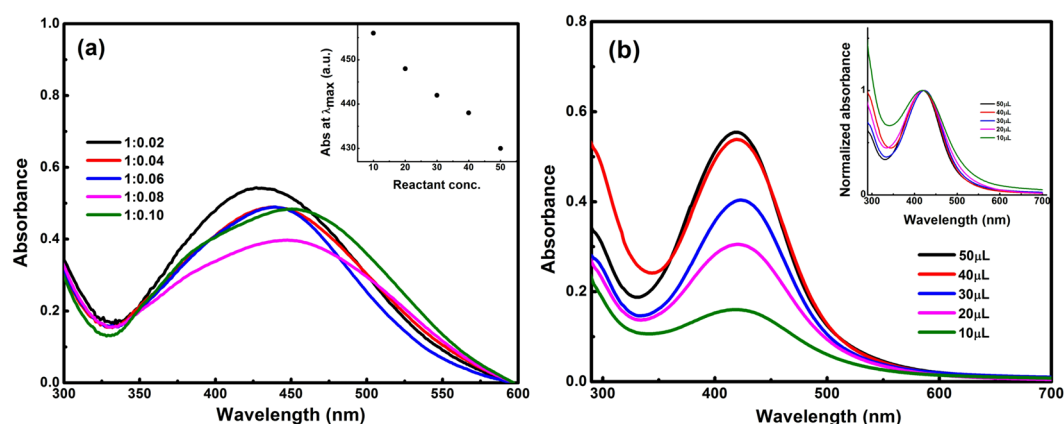 (a)
1.0
0.8
0.6
0.4
0.2
0.0
Absorbance
300
350
400
450
500
550
600
Wavelength (nm)
1:0.02
1:0.04
1:0.06
1:0.08
1:0.10
Abs at λmax (a.u.)
450
440
430
10
20
30
40
50
Reactant conc.
(b)
0.8
0.6
0.4
0.2
0.0
Absorbance
300
400
500
600
700
Wavelength (nm)
50μL
40μL
30μL
20μL
10μL
Normalized absorbance
1
300
400
500
600
700
Wavelength (nm)
50μL
40μL
30μL
20μL
10μL